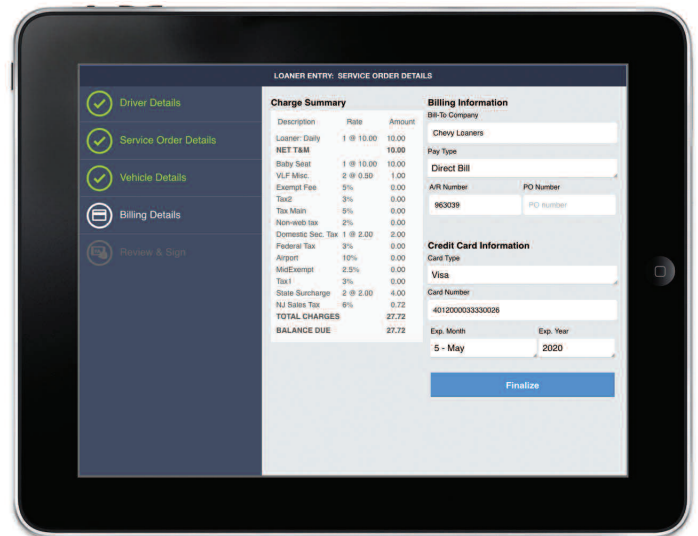 LOANER ENTRY: SERVICE ORDER DETAILS
Driver Details
Service Order Details
Vehicle Details
Billing Details
Review & Sign
Charge Summary
Description Rate Amount
Loaner: Daily 1 @ 10.00 10.00
NET T&M 10.00
Baby Seat 1 @ 10.00 10.00
VLF Misc. 2 @ 0.50 1.00
Exempt Fee 5% 0.00
Tax2 3% 0.00
Tax Main 5% 0.00
Non-web tax 2% 0.00
Domestic Sec. Tax 1 @ 2.00 2.00
Federal Tax 3% 0.00
Airport 10% 0.00
MidExempt 2.5% 0.00
Tax1 3% 0.00
State Surcharge 2 @ 2.00 4.00
NJ Sales Tax 6% 0.72
TOTAL CHARGES 27.72
BALANCE DUE 27.72
Billing Information
Bill-To Company
Chevy Loaners
Pay Type
Direct Bill
A/R Number PO Number
963039 PO number
Credit Card Information
Card Type
Visa
Card Number
4012000033330026
Exp. Month Exp. Year
5 - May 2020
Finalize